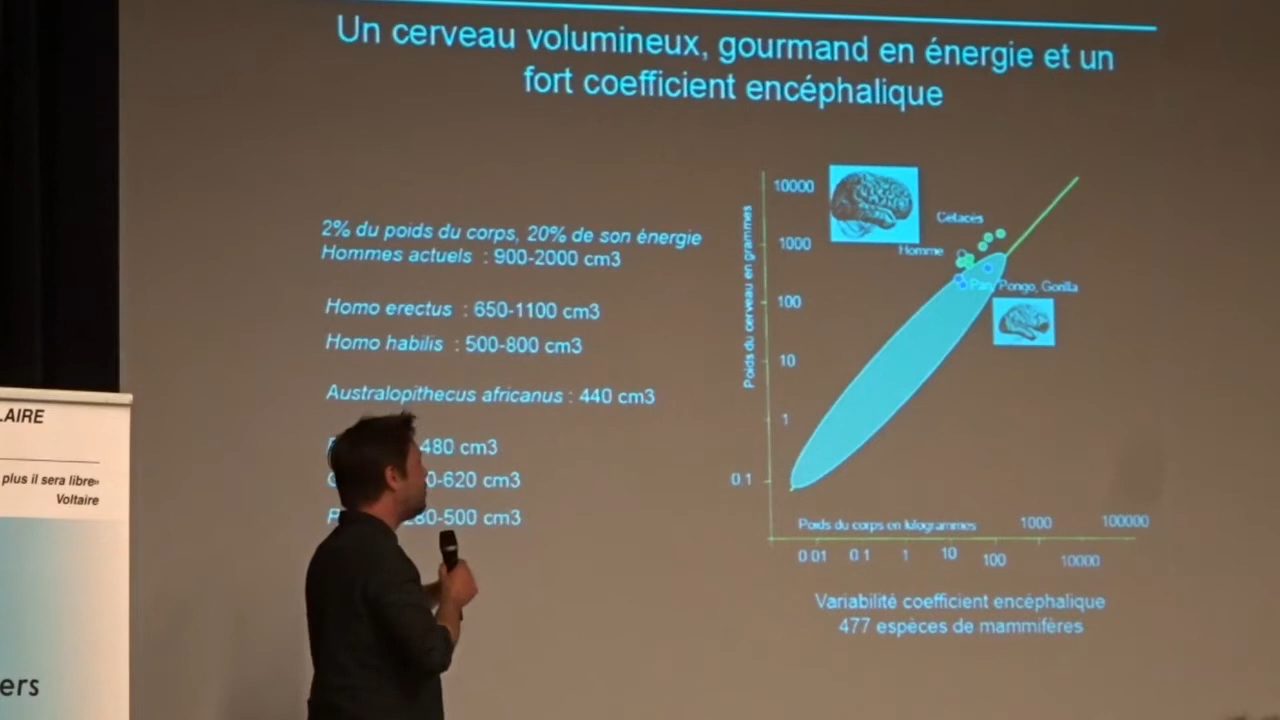 Un cerveau volumineux, gourmand en énergie et un
fort coefficient encéphalique
2% du poids du corps, 20% de son énergie
Hommes actuels : 900-2000 cm3
Homo erectus : 650-1100 cm3
Homo habilis : 500-800 cm3
Australopithecus africanus : 440 cm3
480 cm3
0-620 cm3
280-500 cm3
Poids du cerveau en grammes
10000
1000
100
10
1
0.1
Cétacés
Homme
Pan, Pongo, Gorilla
Poids du corps en kilogrammes
1000
100000
0.01
0.1
1
10
100
10000
Variabilité coefficient encéphalique
477 espèces de mammifères
LAIRE
plus il sera libre»
Voltaire
ers